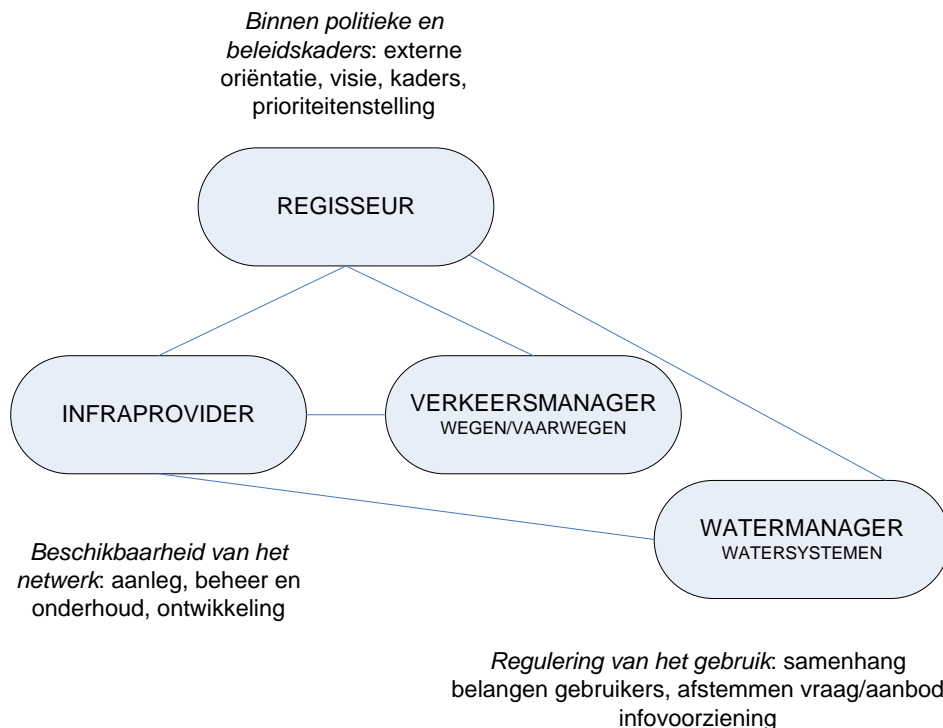 Binnen politieke en
beleidskaders: externe
oriëntatie, visie, kaders,
prioriteitenstelling
REGISSEUR
INFRAPROVIDER
VERKEERSMANAGER
WEGEN/VAARWEGEN
WATERMANAGER
WATERSYSTEMEN
Beschikbaarheid van het
netwerk: aanleg, beheer en
onderhoud, ontwikkeling
Regulering van het gebruik: samenhang
belangen gebruikers, afstemmen vraag/aanbod
infovoorziening